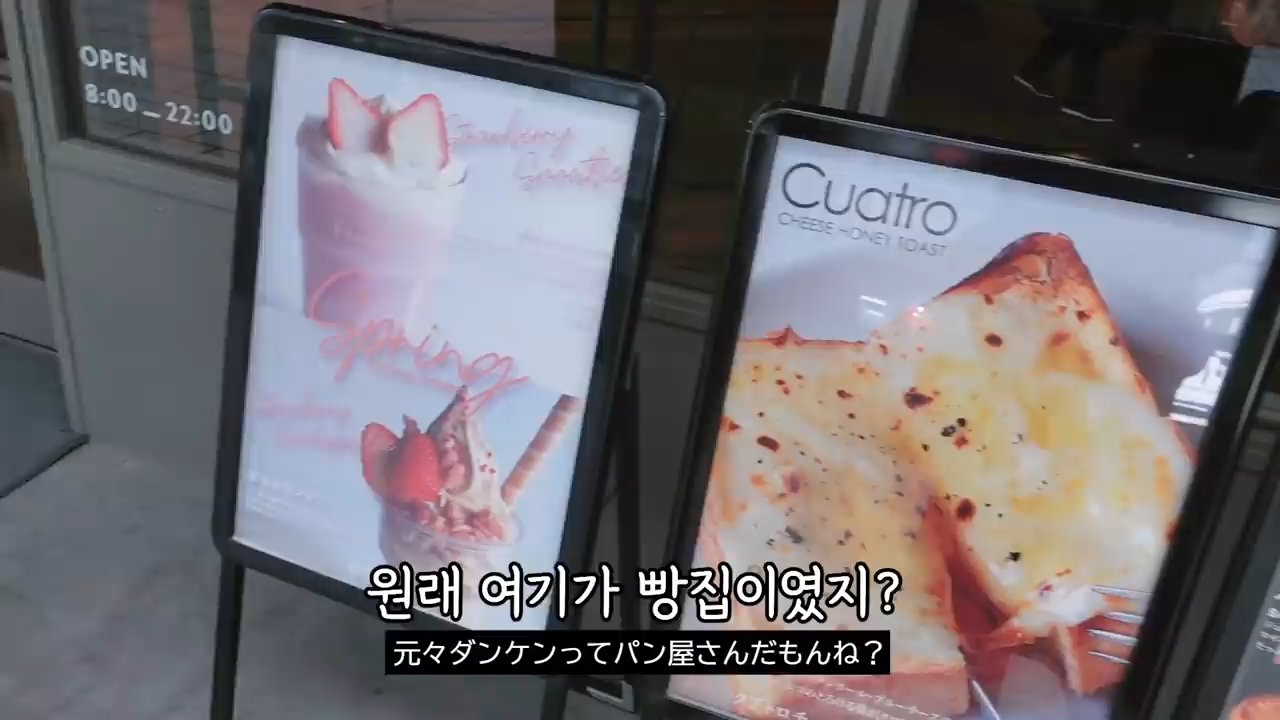 OPEN
8:00 — 22:00
Strawberry
Smoothie
Spring
Cuatro
CHEESE HONEY TOAST
원래 여기가 빵집이였지?
元々ダンケンってパン屋さんだもんね？